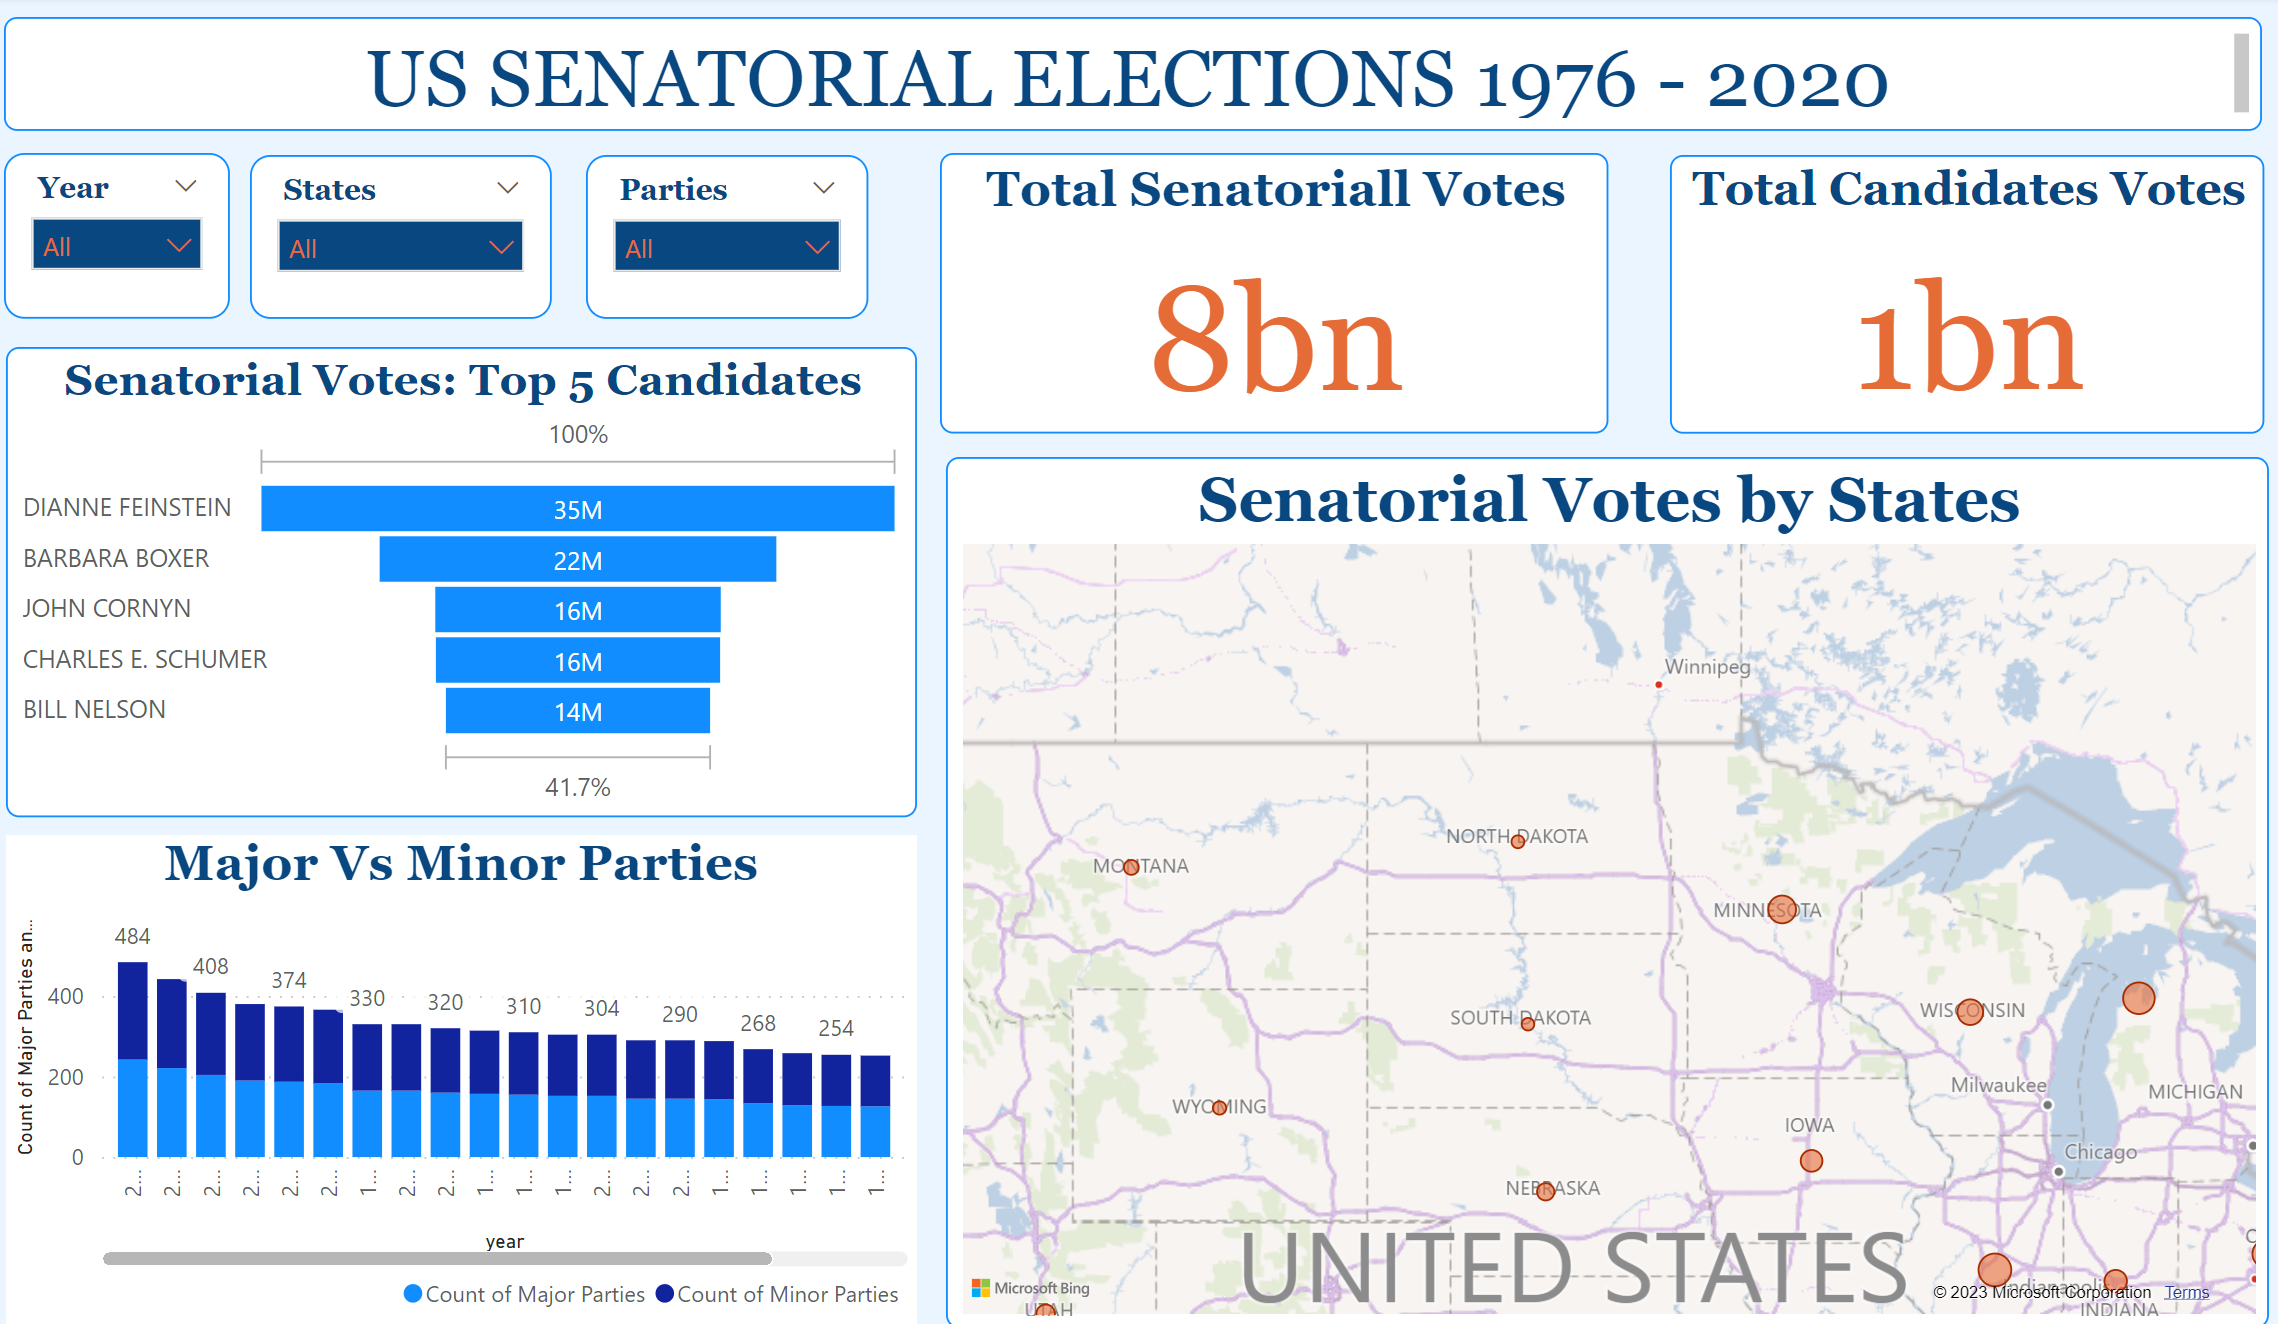 US SENATORIAL ELECTIONS 1976 - 2020
Year
All
States
All
Parties
All
Total Senatoriall Votes
8bn
Total Candidates Votes
1bn
Senatorial Votes: Top 5 Candidates
100%
DIANNE FEINSTEIN 35M
BARBARA BOXER 22M
JOHN CORNYN 16M
CHARLES E. SCHUMER 16M
BILL NELSON 14M
41.7%
Major Vs Minor Parties
Count of Major Parties an...
400
200
0
484
408
374
330
320
310
304
290
268
254
2... 2... 2... 2... 2... 2... 1... 2... 2... 1... 1... 1... 2... 2... 2... 1... 1... 1... 1... 1...
year
Count of Major Parties Count of Minor Parties
Senatorial Votes by States
Winnipeg
NORTH DAKOTA
MONTANA
MINNESOTA
WISCONSIN
SOUTH DAKOTA
Milwaukee
MICHIGAN
WYOMING
IOWA
Chicago
NEBRASKA
UNITED STATES
Microsoft Bing
Indianapolis
© 2023 Microsoft Corporation Terms
UTAH
INDIANA